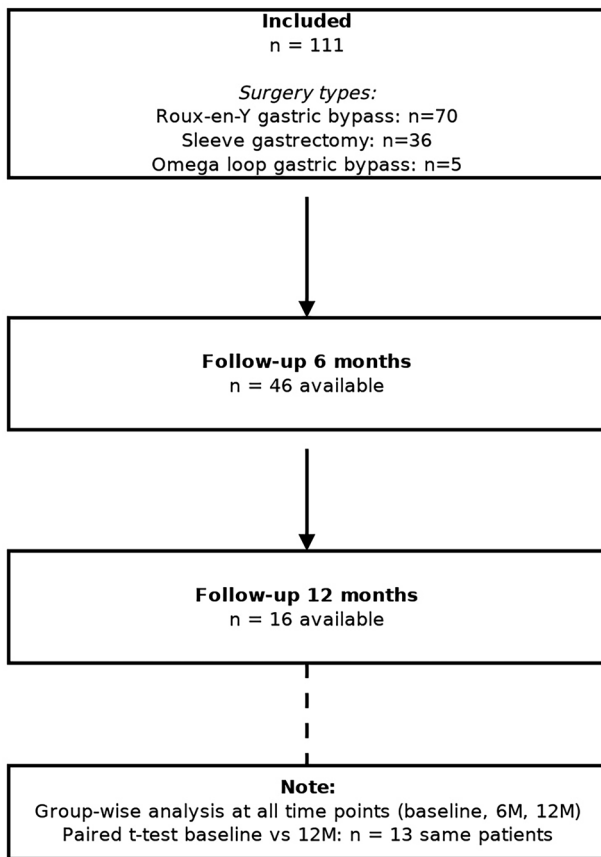 Included
n = 111
Surgery types:
Roux-en-Y gastric bypass: n=70
Sleeve gastrectomy: n=36
Omega loop gastric bypass: n=5
Follow-up 6 months
n = 46 available
Follow-up 12 months
n = 16 available
Note:
Group-wise analysis at all time points (baseline, 6M, 12M)
Paired t-test baseline vs 12M: n = 13 same patients